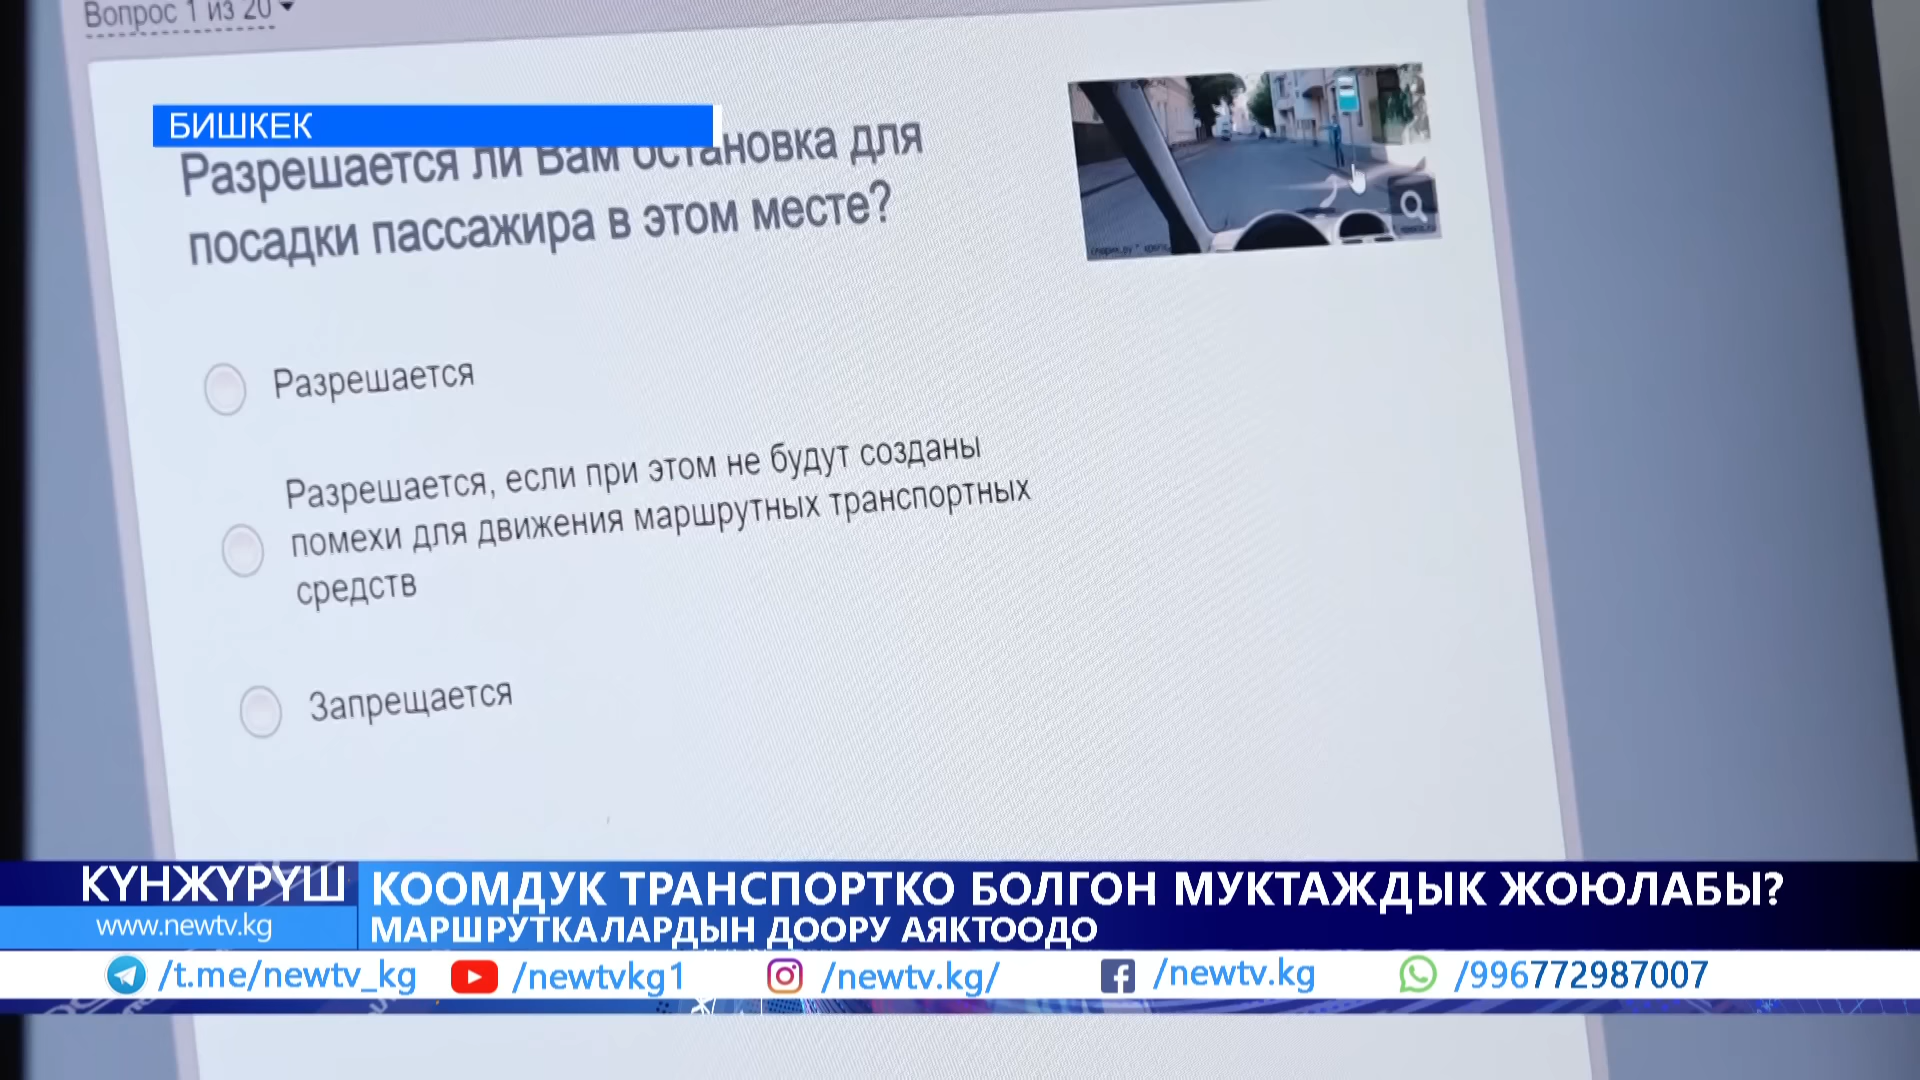 Вопрос 1 из 20
БИШКЕК
Разрешается ли Вам остановка для
посадки пассажира в этом месте?
Разрешается
Разрешается, если при этом не будут созданы
помехи для движения маршрутных транспортных
средств
Запрещается
КҮНЖҮРҮШ
www.newtv.kg
КООМДУК ТРАНСПОРТКО БОЛГОН МУКТАЖДЫК ЖОЮЛАБЫ?
МАРШРУТКАЛАРДЫН ДООРУ АЯКТООДО
/t.me/newtv_kg
/newtvkg1
/newtv.kg/
/newtv.kg
/996772987007